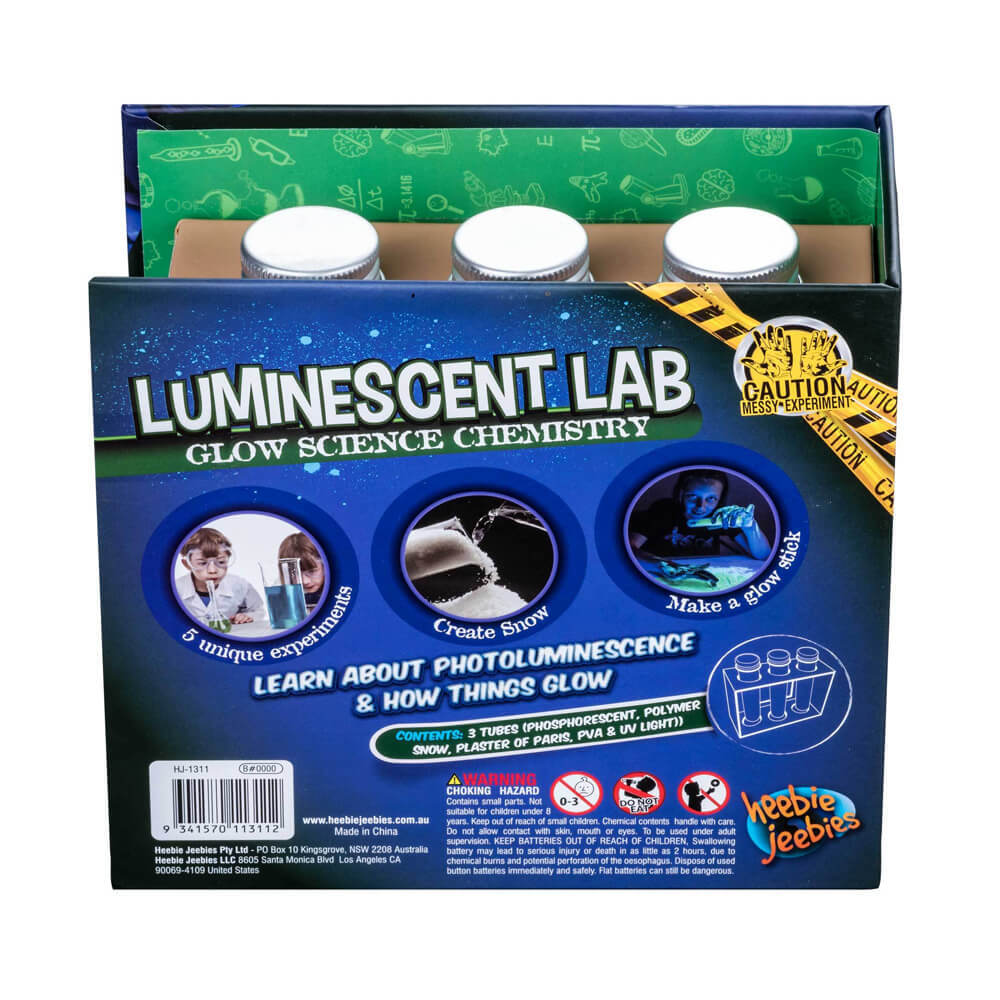 E
E
π
Δφ
Δt
π=3.1416
LUMINESCENT LAB
GLOW SCIENCE CHEMISTRY
CAUTION
MESSY EXPERIMENT
CAUTION
CAUTION
CA
5 unique experiments
Create Snow
Make a glow stick
LEARN ABOUT PHOTOLUMINESCENCE
& HOW THINGS GLOW
CONTENTS: 3 TUBES (PHOSPHORESCENT, POLYMER
SNOW, PLASTER OF PARIS, PVA & UV LIGHT))
HJ-1311
B#0000
9 341570 113112
www.heebiejeebies.com.au
Made in China
Heebie Jeebies Pty Ltd - PO Box 10 Kingsgrove, NSW 2208 Australia
Heebie Jeebies LLC 8605 Santa Monica Blvd Los Angeles CA
90069-4109 United States
WARNING
CHOKING HAZARD
Contains small parts. Not
suitable for children under 8
years. Keep out of reach of small children. Chemical contents handle with care.
Do not allow contact with skin, mouth or eyes. To be used under adult
supervision. KEEP BATTERIES OUT OF REACH OF CHILDREN, Swallowing
battery may lead to serious injury or death in as little as 2 hours, due to
chemical burns and potential perforation of the oesophagus. Dispose of used
button batteries immediately and safely. Flat batteries can still be dangerous.
0-3
DO NOT
EAT
heebie
jeebies